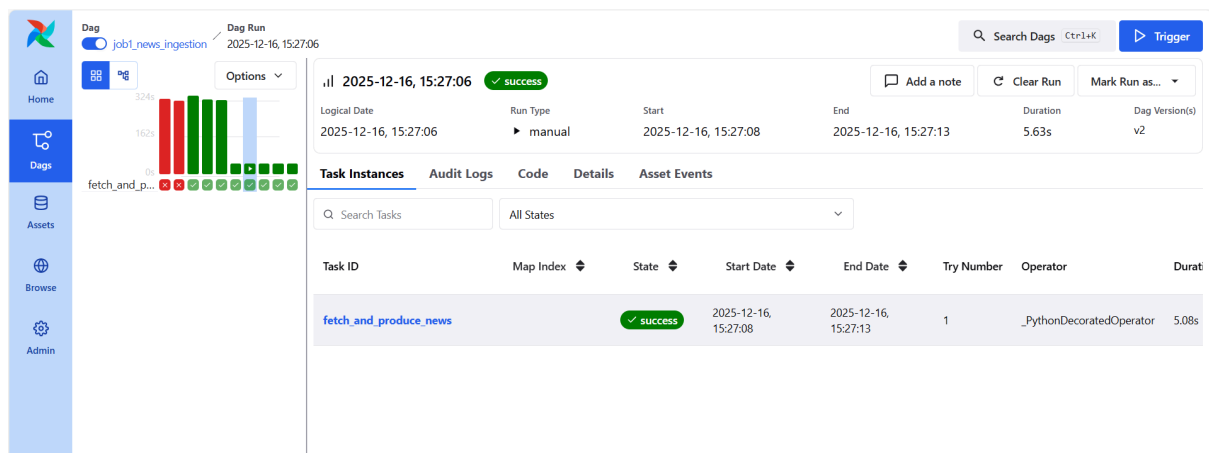 Dag
job1_news_ingestion
/
Dag Run
2025-12-16, 15:27:06
Search Dags Ctrl+K
Trigger
Home
Dags
Assets
Browse
Admin
Options
324s
162s
0s
fetch_and_p...
2025-12-16, 15:27:06 success
Add a note
Clear Run
Mark Run as...
Logical Date Run Type Start End Duration Dag Version(s)
2025-12-16, 15:27:06 manual 2025-12-16, 15:27:08 2025-12-16, 15:27:13 5.63s v2
Task Instances Audit Logs Code Details Asset Events
Search Tasks All States
Task ID Map Index State Start Date End Date Try Number Operator Durati
fetch_and_produce_news success 2025-12-16, 15:27:08 2025-12-16, 15:27:13 1 _PythonDecoratedOperator 5.08s